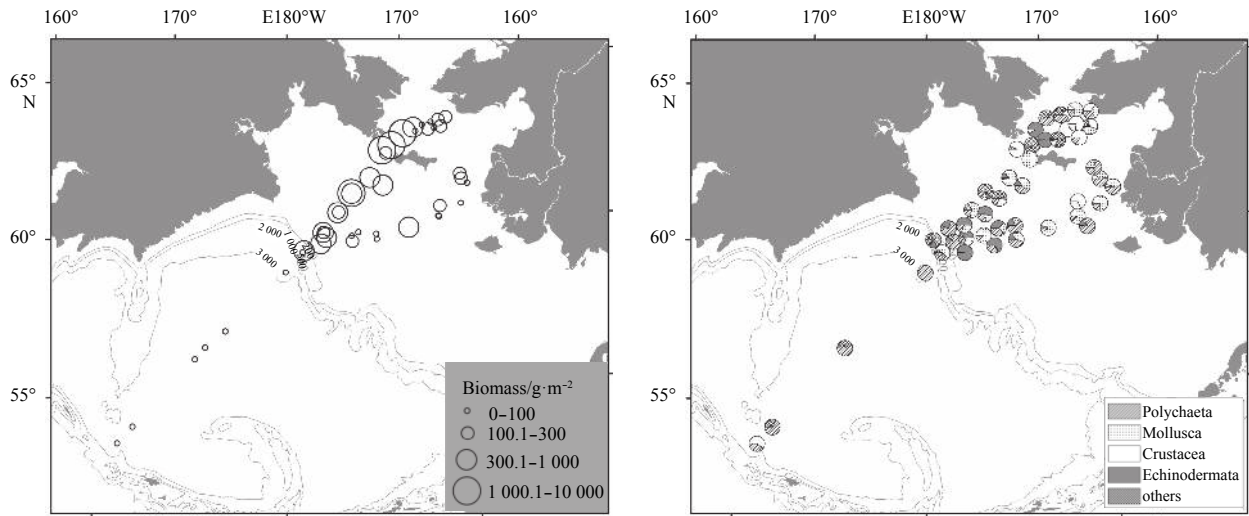 160° 170° E180°W 170° 160°
65°
N
60°
55°
2 000
1 000
3 000
Biomass/g·m⁻²
0–100
100.1–300
300.1–1 000
1 000.1–10 000
160° 170° E180°W 170° 160°
65°
N
60°
55°
2 000
3 000
Polychaeta
Mollusca
Crustacea
Echinodermata
others